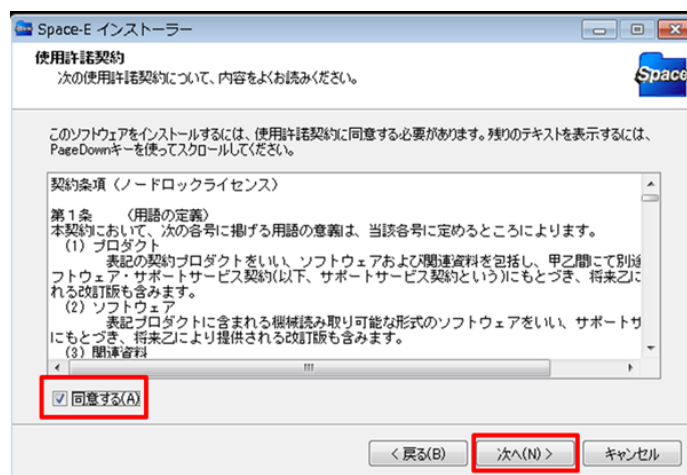 Space-E インストーラー
使用許諾契約
次の使用許諾契約について、内容をよくお読みください。
Space
このソフトウェアをインストールするには、使用許諾契約に同意する必要があります。残りのテキストを表示するには、
PageDownキーを使ってスクロールしてください。
契約条項（ノードロックライセンス）
第１条　（用語の定義）
本契約において、次の各号に掲げる用語の意義は、当該各号に定めるところによります。
（１）プロダクト
表記の契約プロダクトをいい、ソフトウェアおよび関連資料を包括し、甲乙間にて別途
フトウェア・サポートサービス契約(以下、サポートサービス契約という)にもとづき、将来乙に
れる改訂版も含みます。
（２）ソフトウェア
表記プロダクトに含まれる機械読み取り可能な形式のソフトウェアをいい、サポートサ
にもとづき、将来乙により提供される改訂版も含みます。
（３）関連資料
同意する(A)
< 戻る(B)
次へ(N) >
キャンセル